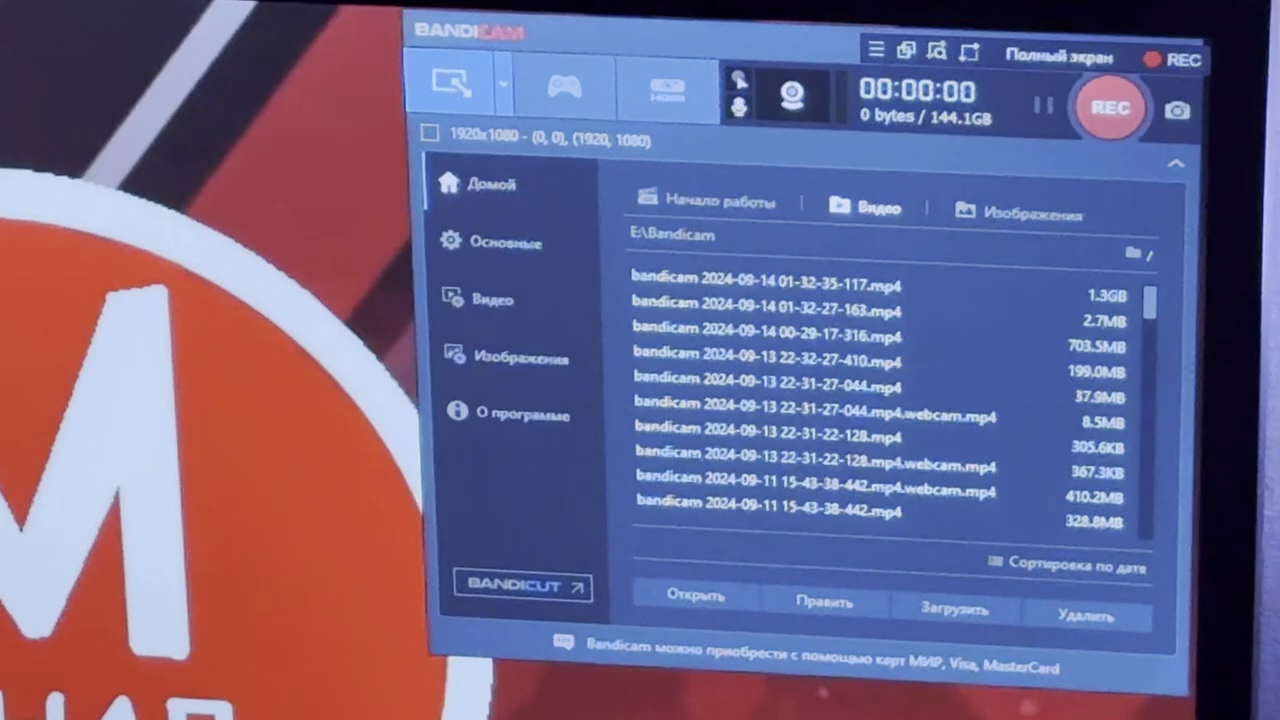 BANDICAM
Полный экран
REC
00:00:00
0 bytes / 144.1GB
REC
HDMI
1920x1080 - (0, 0), (1920, 1080)
Домой
Основные
Видео
Изображения
О программе
BANDICUT
Начало работы
Видео
Изображения
E:\Bandicam
bandicam 2024-09-14 01-32-35-117.mp4 1.3GB
bandicam 2024-09-14 01-32-27-163.mp4 2.7MB
bandicam 2024-09-14 00-29-17-316.mp4 703.5MB
bandicam 2024-09-13 22-32-27-410.mp4 199.0MB
bandicam 2024-09-13 22-31-27-044.mp4 37.9MB
bandicam 2024-09-13 22-31-27-044.mp4.webcam.mp4 8.5MB
bandicam 2024-09-13 22-31-22-128.mp4 305.6KB
bandicam 2024-09-13 22-31-22-128.mp4.webcam.mp4 367.3KB
bandicam 2024-09-11 15-43-38-442.mp4.webcam.mp4 410.2MB
bandicam 2024-09-11 15-43-38-442.mp4 328.8MB
Сортировка по дате
Открыть Править Загрузить Удалить
Bandicam можно приобрести с помощью карт МИР, Visa, MasterCard